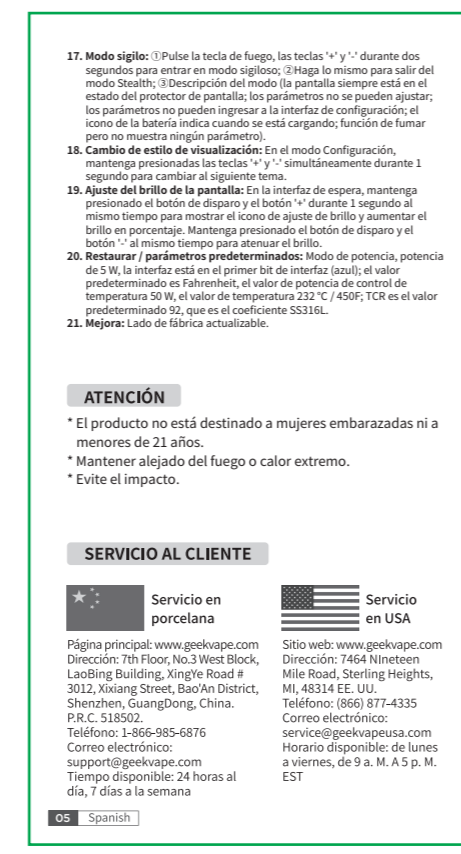 17. Modo sigilo: ①Pulse la tecla de fuego, las teclas '+' y '-' durante dos
segundos para entrar en modo sigiloso; ②Haga lo mismo para salir del
modo Stealth; ③Descripción del modo (la pantalla siempre está en el
estado del protector de pantalla; los parámetros no se pueden ajustar;
los parámetros no pueden ingresar a la interfaz de configuración; el
icono de la batería indica cuando se está cargando; función de fumar
pero no muestra ningún parámetro).
18. Cambio de estilo de visualización: En el modo Configuración,
mantenga presionadas las teclas '+' y '-' simultáneamente durante 1
segundo para cambiar al siguiente tema.
19. Ajuste del brillo de la pantalla: En la interfaz de espera, mantenga
presionado el botón de disparo y el botón '+' durante 1 segundo al
mismo tiempo para mostrar el icono de ajuste de brillo y aumentar el
brillo en porcentaje. Mantenga presionado el botón de disparo y el
botón '-' al mismo tiempo para atenuar el brillo.
20. Restaurar / parámetros predeterminados: Modo de potencia, potencia
de 5 W, la interfaz está en el primer bit de interfaz (azul); el valor
predeterminado es Fahrenheit, el valor de potencia de control de
temperatura 50 W, el valor de temperatura 232 °C / 450F; TCR es el valor
predeterminado 92, que es el coeficiente SS316L.
21. Mejora: Lado de fábrica actualizable.
ATENCIÓN
* El producto no está destinado a mujeres embarazadas ni a
menores de 21 años.
* Mantener alejado del fuego o calor extremo.
* Evite el impacto.
SERVICIO AL CLIENTE
Servicio en
porcelana
Página principal: www.geekvape.com
Dirección: 7th Floor, No.3 West Block,
LaoBing Building, XingYe Road #
3012, Xixiang Street, Bao'An District,
Shenzhen, GuangDong, China.
P.R.C. 518502.
Teléfono: 1-866-985-6876
Correo electrónico:
support@geekvape.com
Tiempo disponible: 24 horas al
día, 7 días a la semana
Servicio
en USA
Sitio web: www.geekvape.com
Dirección: 7464 NIneteen
Mile Road, Sterling Heights,
MI, 48314 EE. UU.
Teléfono: (866) 877-4335
Correo electrónico:
service@geekvapeusa.com
Horario disponible: de lunes
a viernes, de 9 a. M. A 5 p. M.
EST
05 Spanish